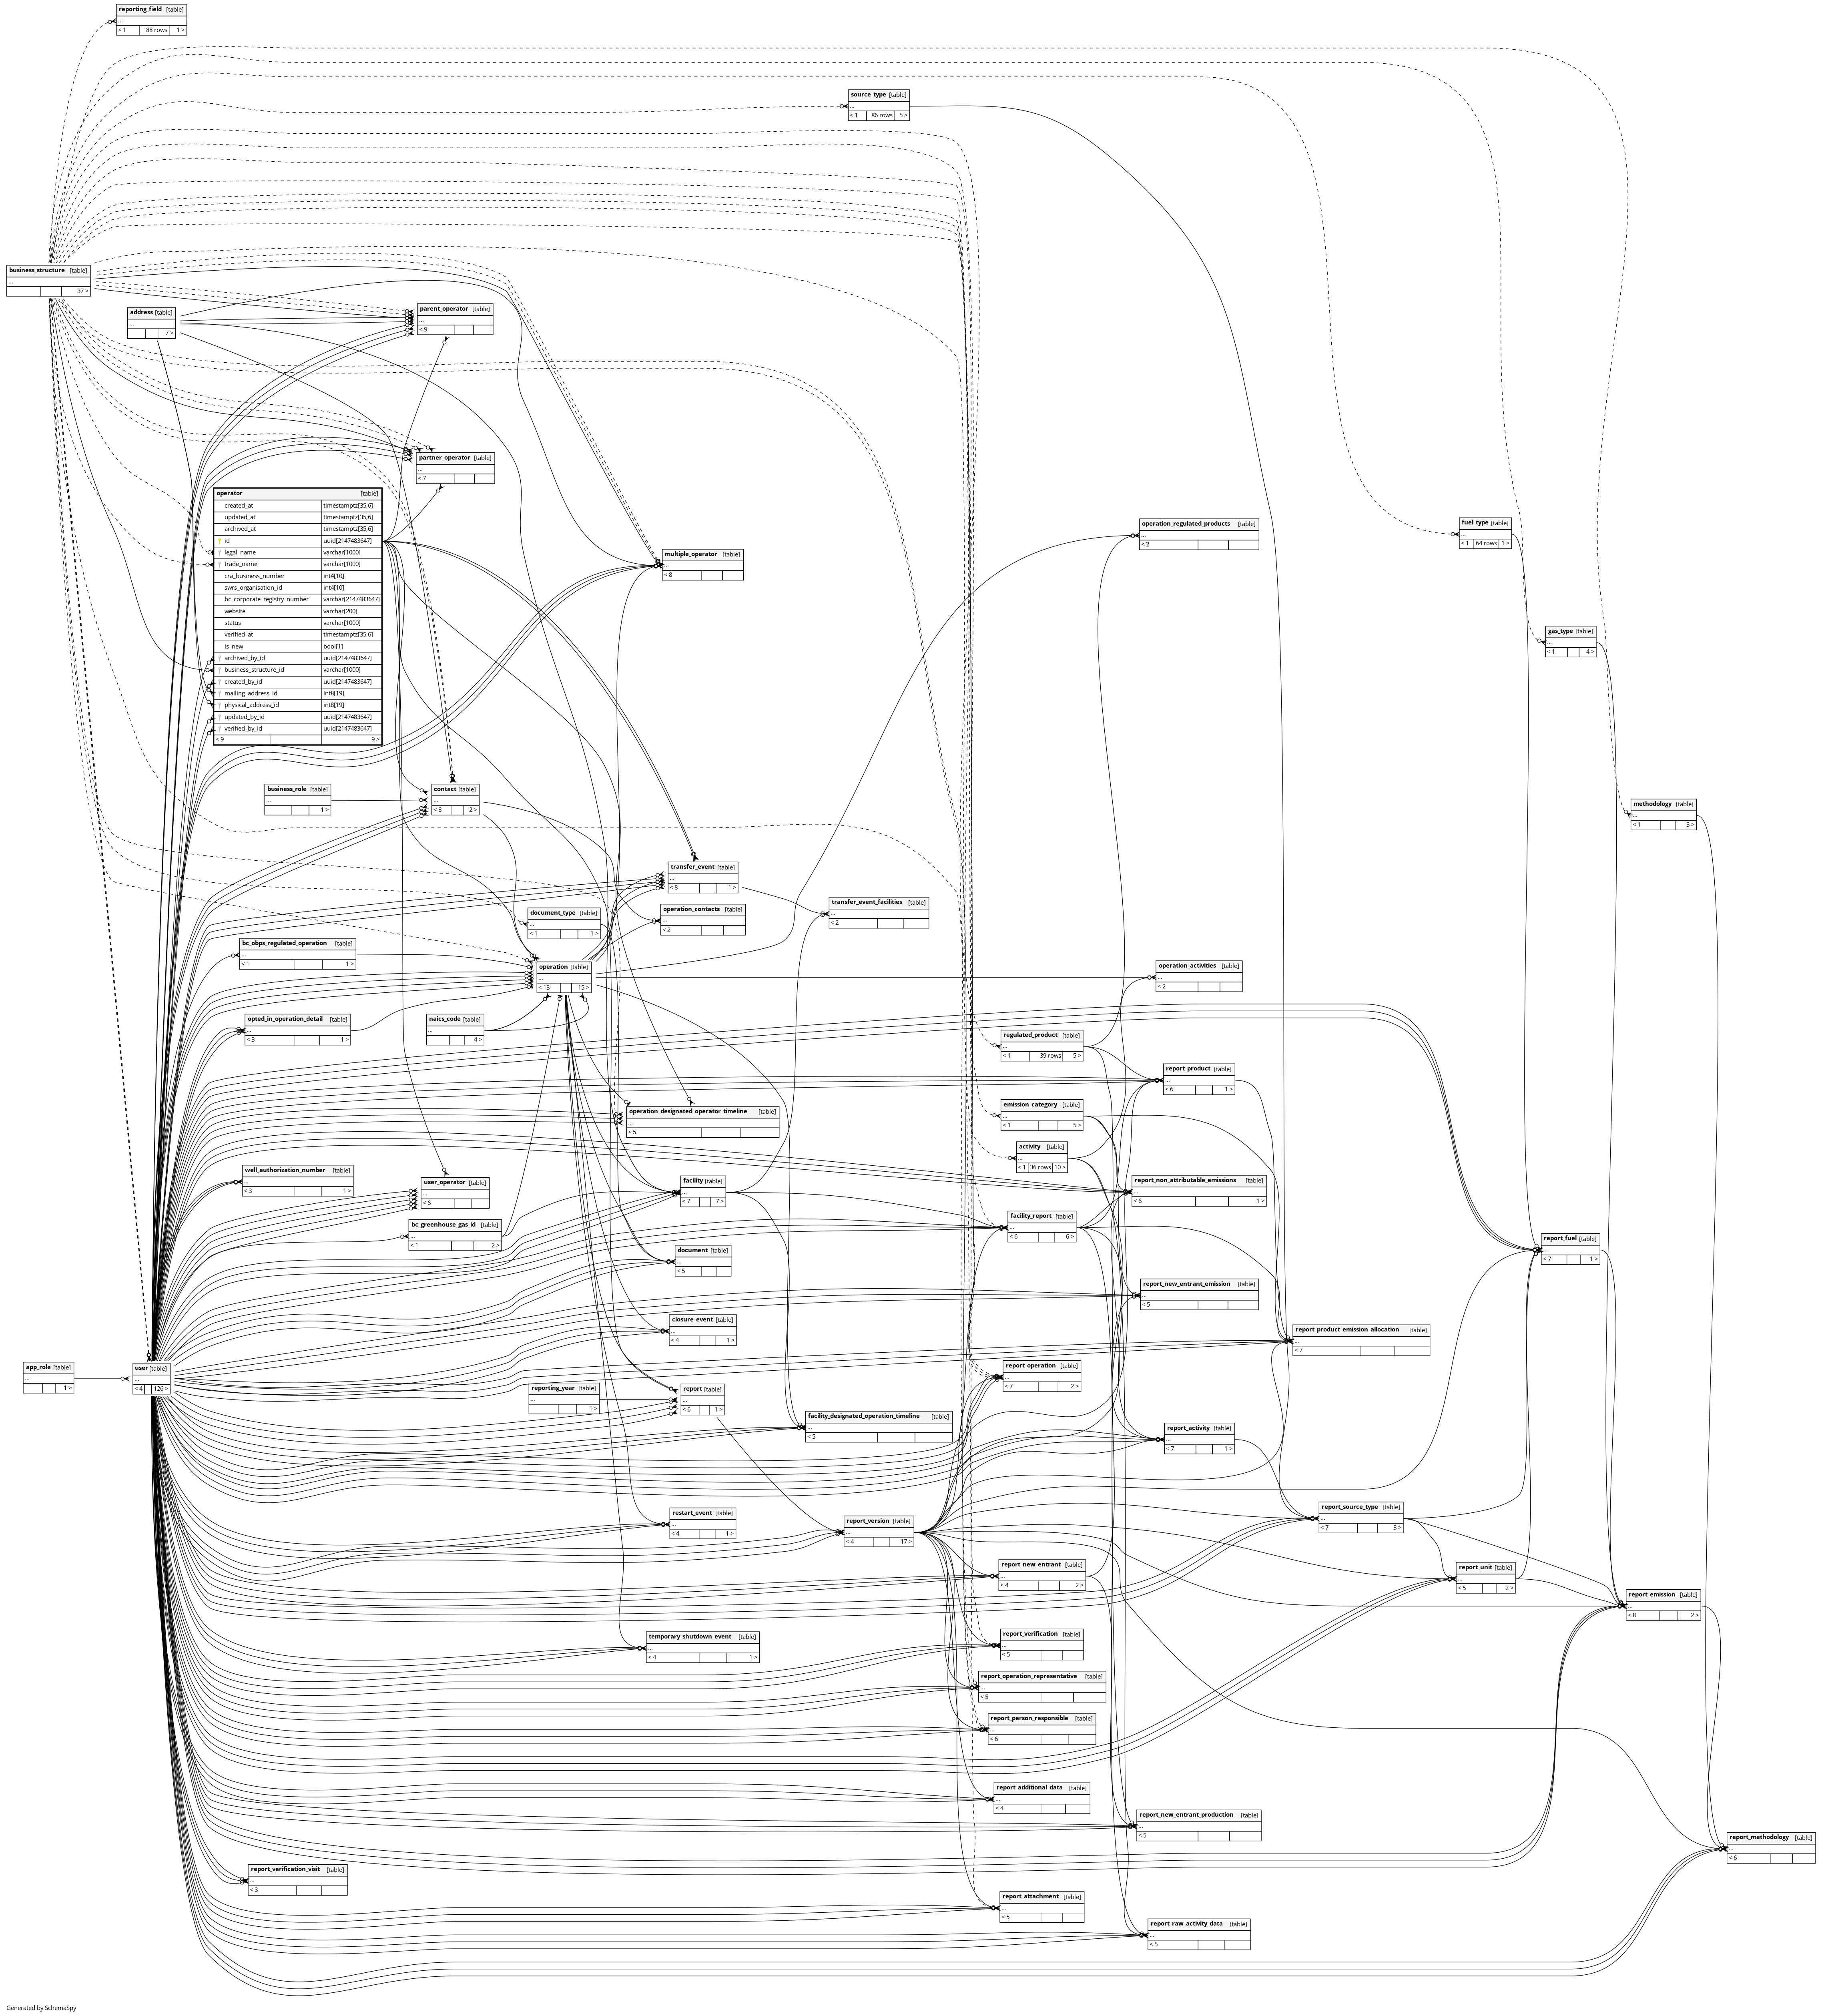 reporting_field [table]
...
< 1 88 rows 1 >
source_type [table]
...
< 1 86 rows 5 >
business_structure [table]
...
37 >
address [table]
...
7 >
parent_operator [table]
...
< 9
partner_operator [table]
...
< 7
operator [table]
created_at timestamptz[35,6]
updated_at timestamptz[35,6]
archived_at timestamptz[35,6]
id uuid[2147483647]
legal_name varchar[1000]
trade_name varchar[1000]
cra_business_number int4[10]
swrs_organisation_id int4[10]
bc_corporate_registry_number varchar[2147483647]
website varchar[200]
status varchar[1000]
verified_at timestamptz[35,6]
is_new bool[1]
archived_by_id uuid[2147483647]
business_structure_id varchar[1000]
created_by_id uuid[2147483647]
mailing_address_id int8[19]
physical_address_id int8[19]
updated_by_id uuid[2147483647]
verified_by_id uuid[2147483647]
< 9 9 >
multiple_operator [table]
...
< 8
operation_regulated_products [table]
...
< 2
fuel_type [table]
...
< 1 64 rows 1 >
gas_type [table]
...
< 1 4 >
methodology [table]
...
< 1 3 >
business_role [table]
...
1 >
contact [table]
...
< 8 2 >
transfer_event [table]
...
< 8 1 >
transfer_event_facilities [table]
...
< 2
document_type [table]
...
< 1 1 >
operation_contacts [table]
...
< 2
bc_obps_regulated_operation [table]
...
< 1 1 >
operation [table]
...
< 13 15 >
operation_activities [table]
...
< 2
opted_in_operation_detail [table]
...
< 3 1 >
naics_code [table]
...
4 >
regulated_product [table]
...
< 1 39 rows 5 >
report_product [table]
...
< 6 1 >
operation_designated_operator_timeline [table]
...
< 5
emission_category [table]
...
< 1 5 >
activity [table]
...
< 1 36 rows 10 >
well_authorization_number [table]
...
< 3 1 >
user_operator [table]
...
< 6
facility [table]
...
< 7 7 >
report_non_attributable_emissions [table]
...
< 6 1 >
bc_greenhouse_gas_id [table]
...
< 1 2 >
facility_report [table]
...
< 6 6 >
report_fuel [table]
...
< 7 1 >
document [table]
...
< 5
report_new_entrant_emission [table]
...
< 5
closure_event [table]
...
< 4 1 >
report_product_emission_allocation [table]
...
< 7
app_role [table]
...
1 >
user [table]
...
< 4 126 >
report_operation [table]
...
< 7 2 >
reporting_year [table]
...
1 >
report [table]
...
< 6 1 >
facility_designated_operation_timeline [table]
...
< 5
report_activity [table]
...
< 7 1 >
restart_event [table]
...
< 4 1 >
report_version [table]
...
< 4 17 >
report_source_type [table]
...
< 7 3 >
report_new_entrant [table]
...
< 4 2 >
report_unit [table]
...
< 5 2 >
report_emission [table]
...
< 8 2 >
temporary_shutdown_event [table]
...
< 4 1 >
report_verification [table]
...
< 5
report_operation_representative [table]
...
< 5
report_person_responsible [table]
...
< 6
report_additional_data [table]
...
< 4
report_new_entrant_production [table]
...
< 5
report_methodology [table]
...
< 6
report_verification_visit [table]
...
< 3
report_attachment [table]
...
< 5
report_raw_activity_data [table]
...
< 5
Generated by SchemaSpy